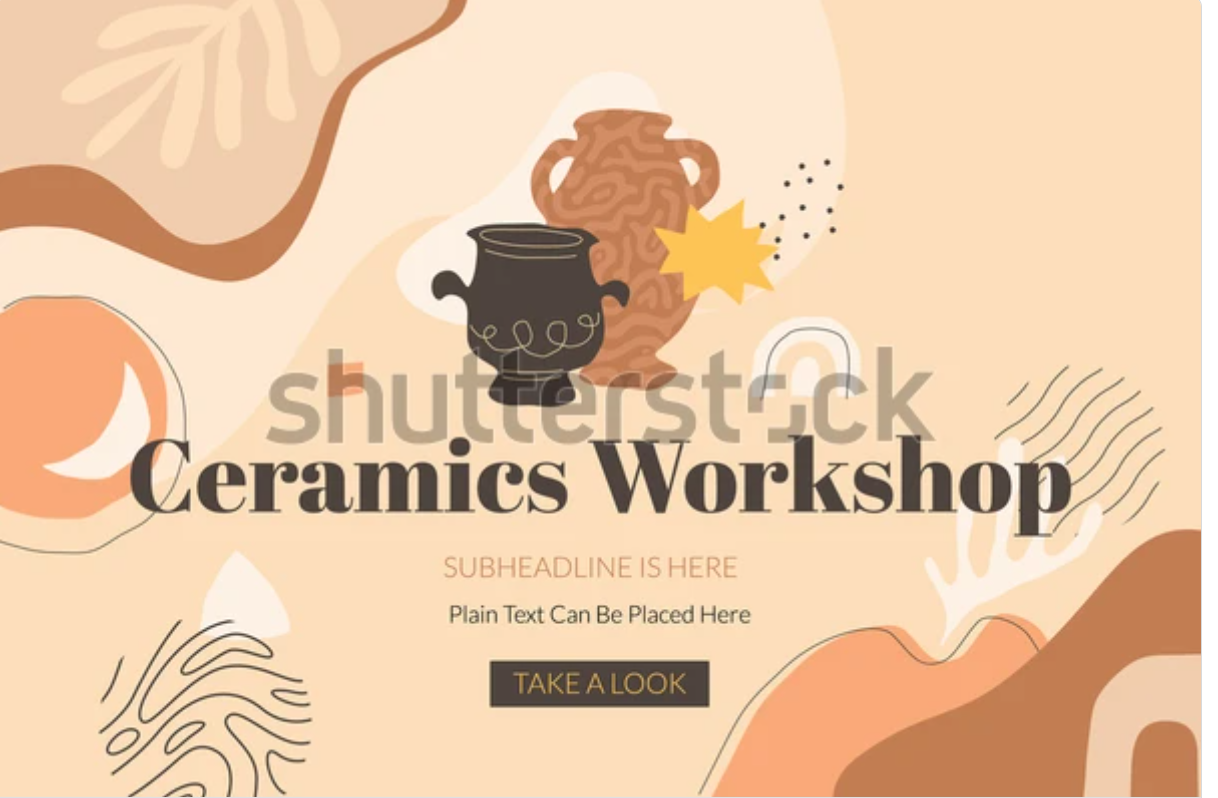 shutterstock
Ceramics Workshop
SUBHEADLINE IS HERE
Plain Text Can Be Placed Here
TAKE A LOOK